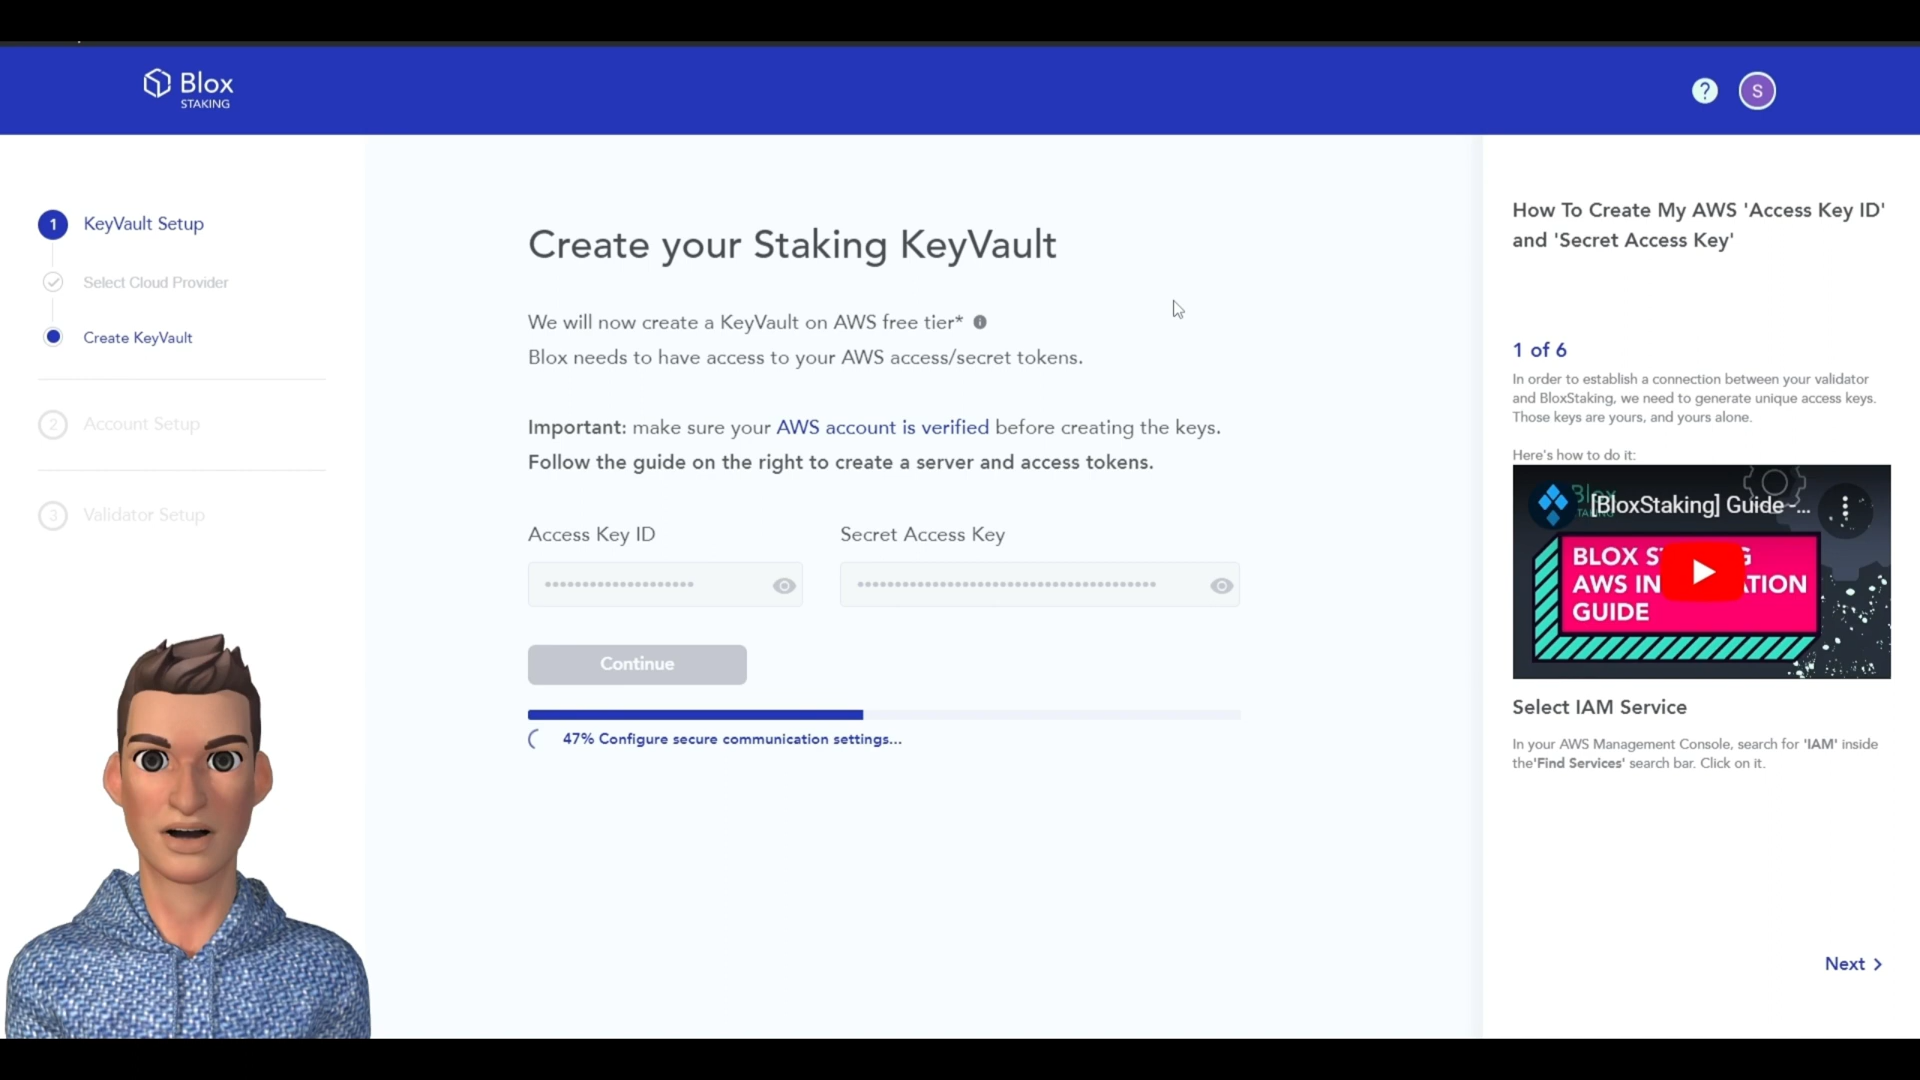 Blox
STAKING
?
S
1 KeyVault Setup
Select Cloud Provider
Create KeyVault
2 Account Setup
3 Validator Setup
Create your Staking KeyVault
We will now create a KeyVault on AWS free tier*
Blox needs to have access to your AWS access/secret tokens.
Important: make sure your AWS account is verified before creating the keys.
Follow the guide on the right to create a server and access tokens.
Access Key ID
Secret Access Key
Continue
47% Configure secure communication settings...
How To Create My AWS 'Access Key ID'
and 'Secret Access Key'
1 of 6
In order to establish a connection between your validator
and BloxStaking, we need to generate unique access keys.
Those keys are yours, and yours alone.
Here's how to do it:
[BloxStaking] Guide -...
BLOX
AWS
GUIDE
Select IAM Service
In your AWS Management Console, search for 'IAM' inside
the'Find Services' search bar. Click on it.
Next >